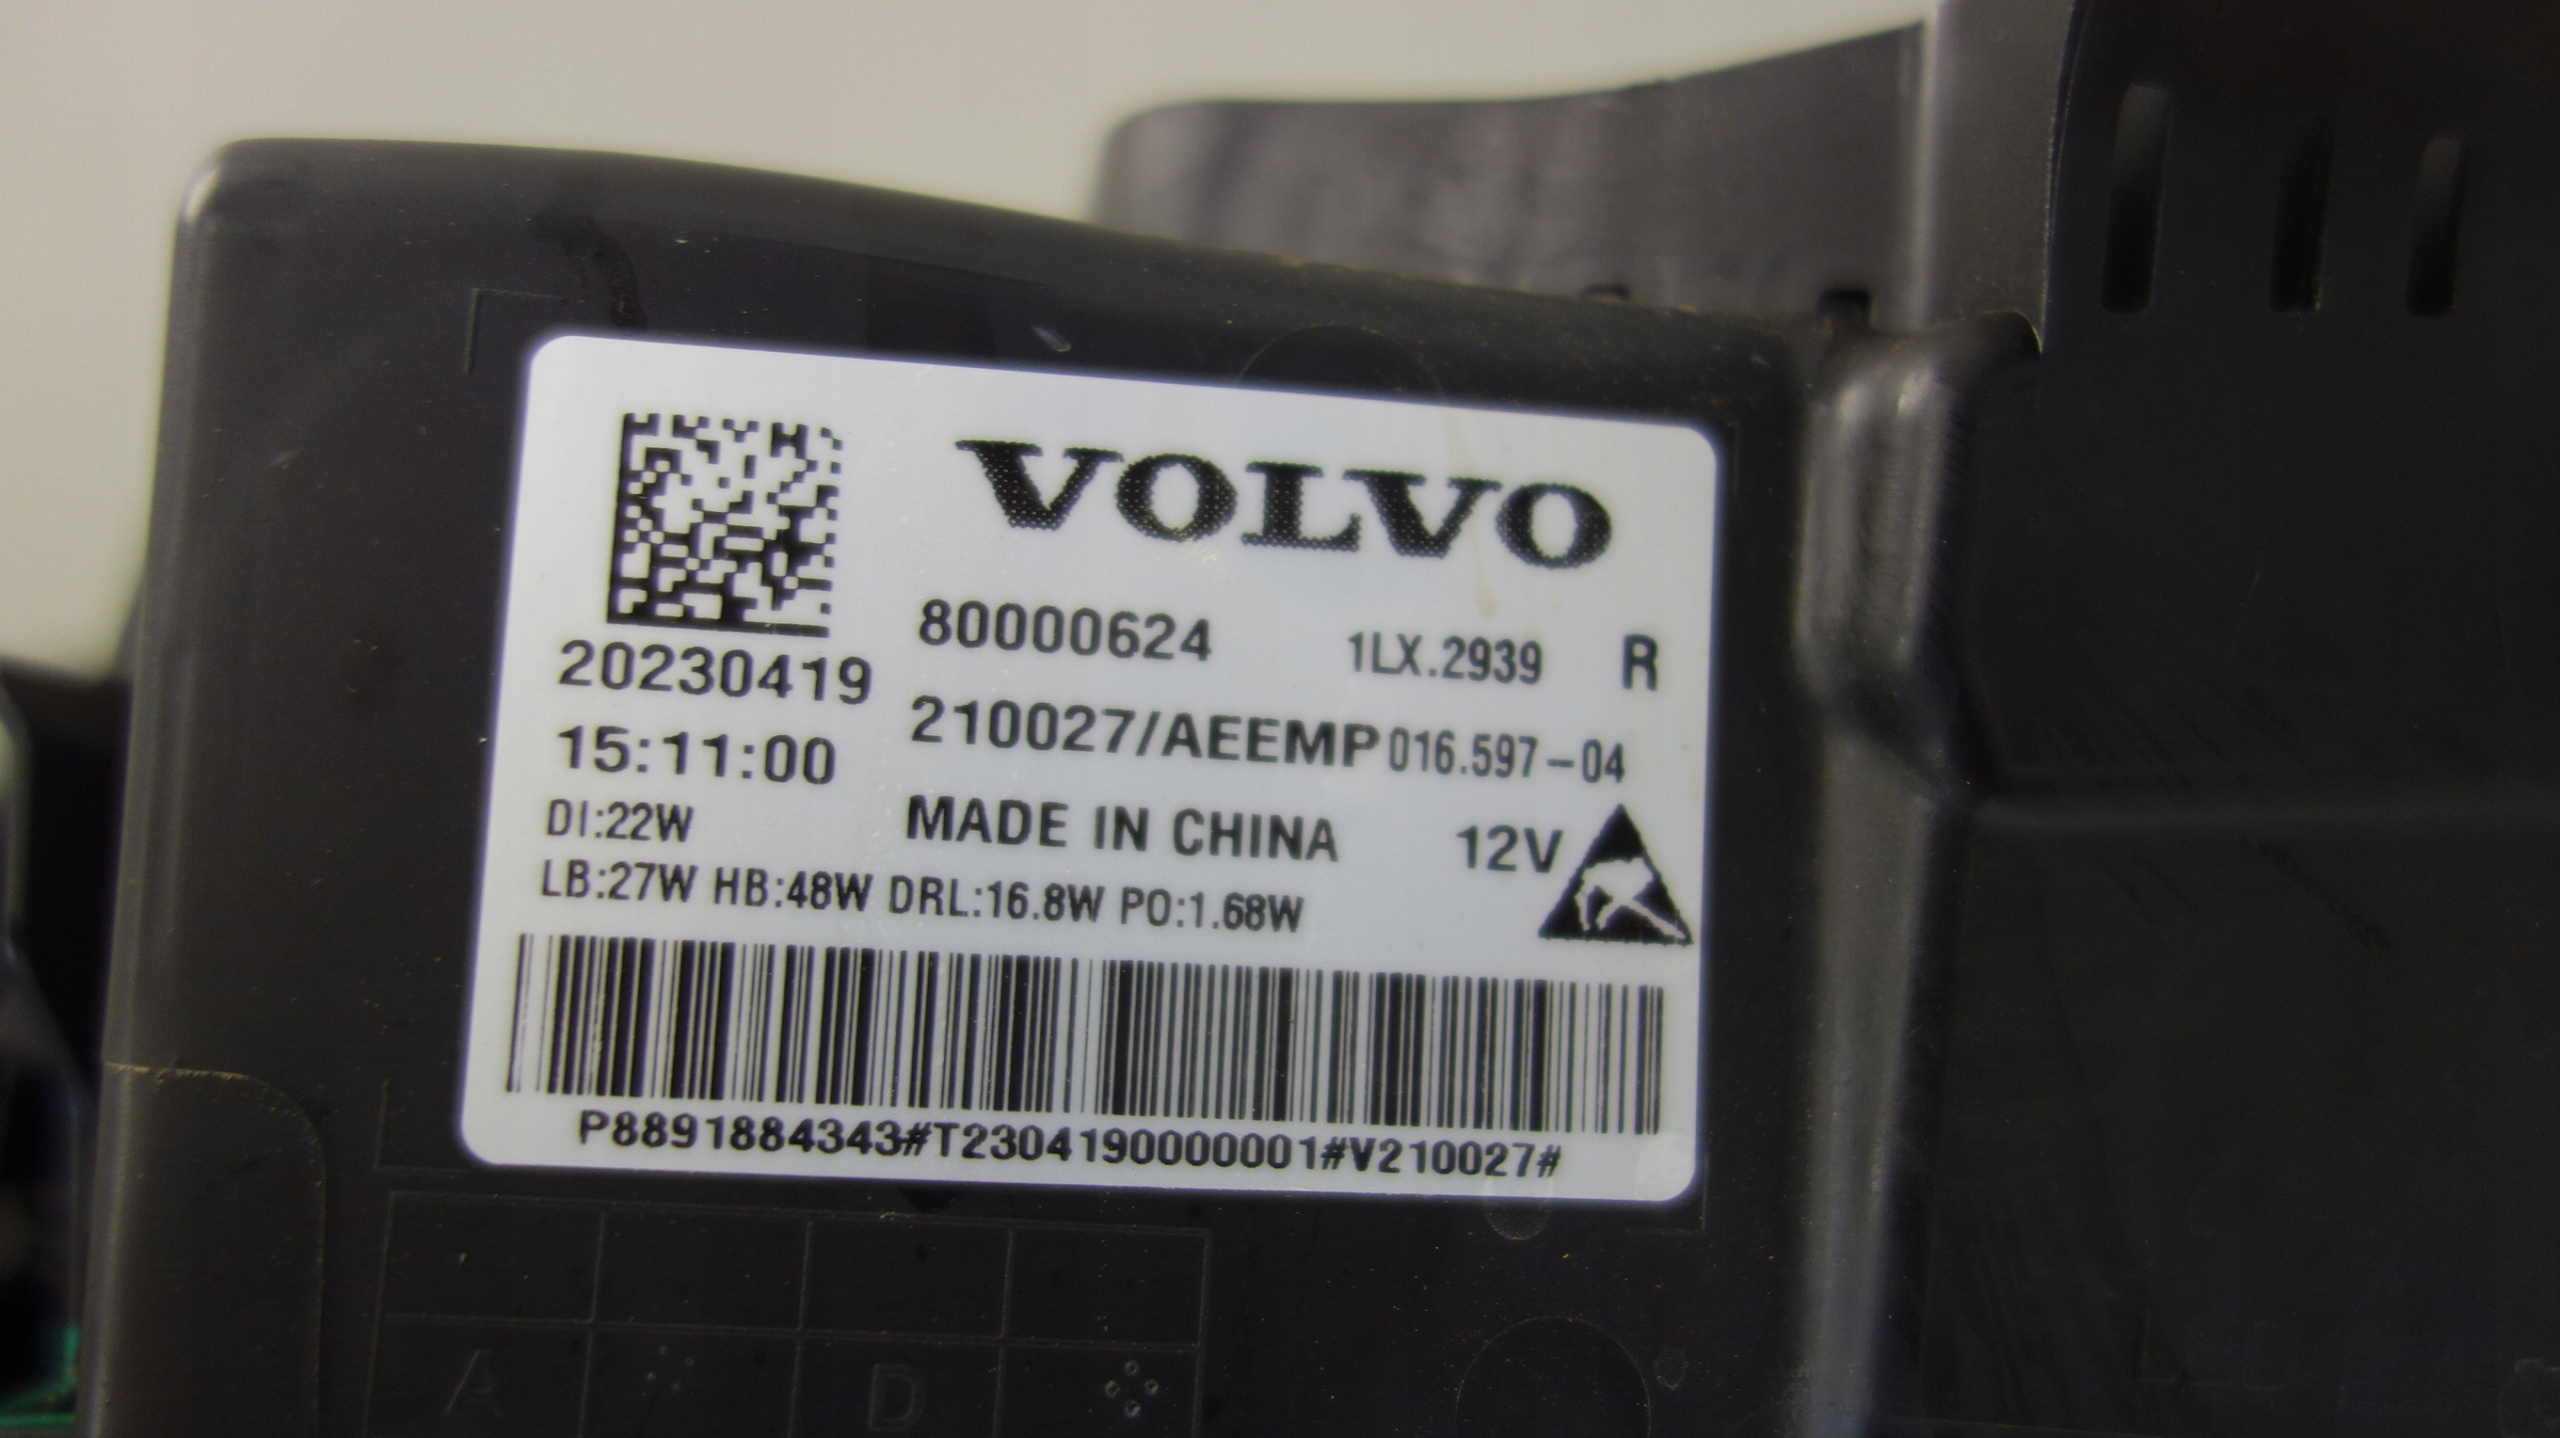 VOLVO
80000624 1LX.2939 R
20230419
210027/AEEMP 016.597-04
15:11:00
MADE IN CHINA 12V
DI:22W
LB:27W HB:48W DRL:16.8W PO:1.68W
P8891884343#T2304190000001#V210027#
A D